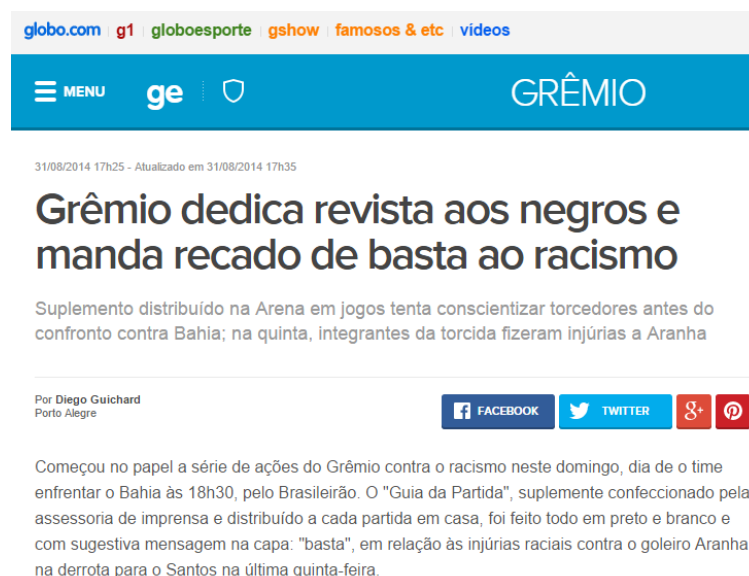 globo.com g1 globoesporte gshow famosos & etc vídeos
MENU ge GRÊMIO
31/08/2014 17h25 - Atualizado em 31/08/2014 17h35
Grêmio dedica revista aos negros e
manda recado de basta ao racismo
Suplemento distribuído na Arena em jogos tenta conscientizar torcedores antes do
confronto contra Bahia; na quinta, integrantes da torcida fizeram injúrias a Aranha
Por Diego Guichard
Porto Alegre
FACEBOOK TWITTER g+
Começou no papel a série de ações do Grêmio contra o racismo neste domingo, dia de o time
enfrentar o Bahia às 18h30, pelo Brasileirão. O "Guia da Partida", suplemente confeccionado pela
assessoria de imprensa e distribuído a cada partida em casa, foi feito todo em preto e branco e
com sugestiva mensagem na capa: "basta", em relação às injúrias raciais contra o goleiro Aranha
na derrota para o Santos na última quinta-feira.